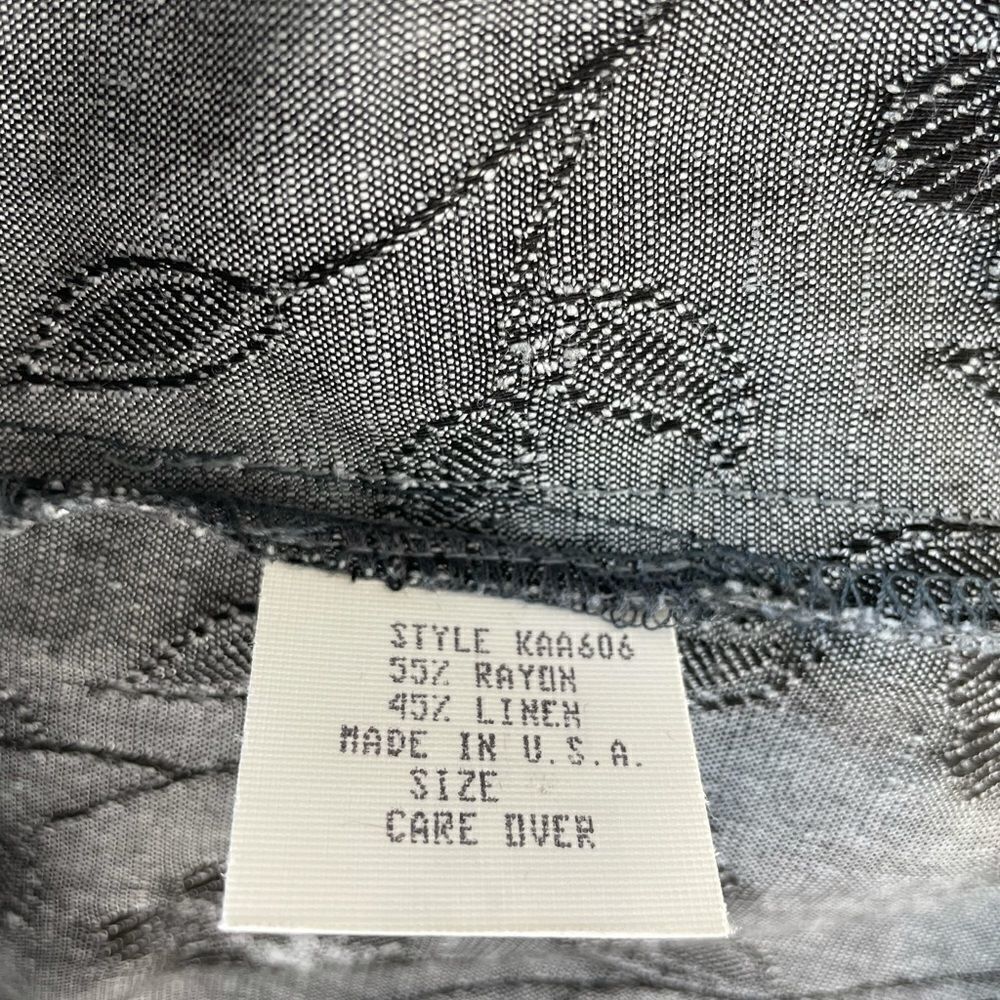 STYLE KAA606
55% RAYON
45% LINEN
MADE IN U.S.A.
SIZE
CARE OVER